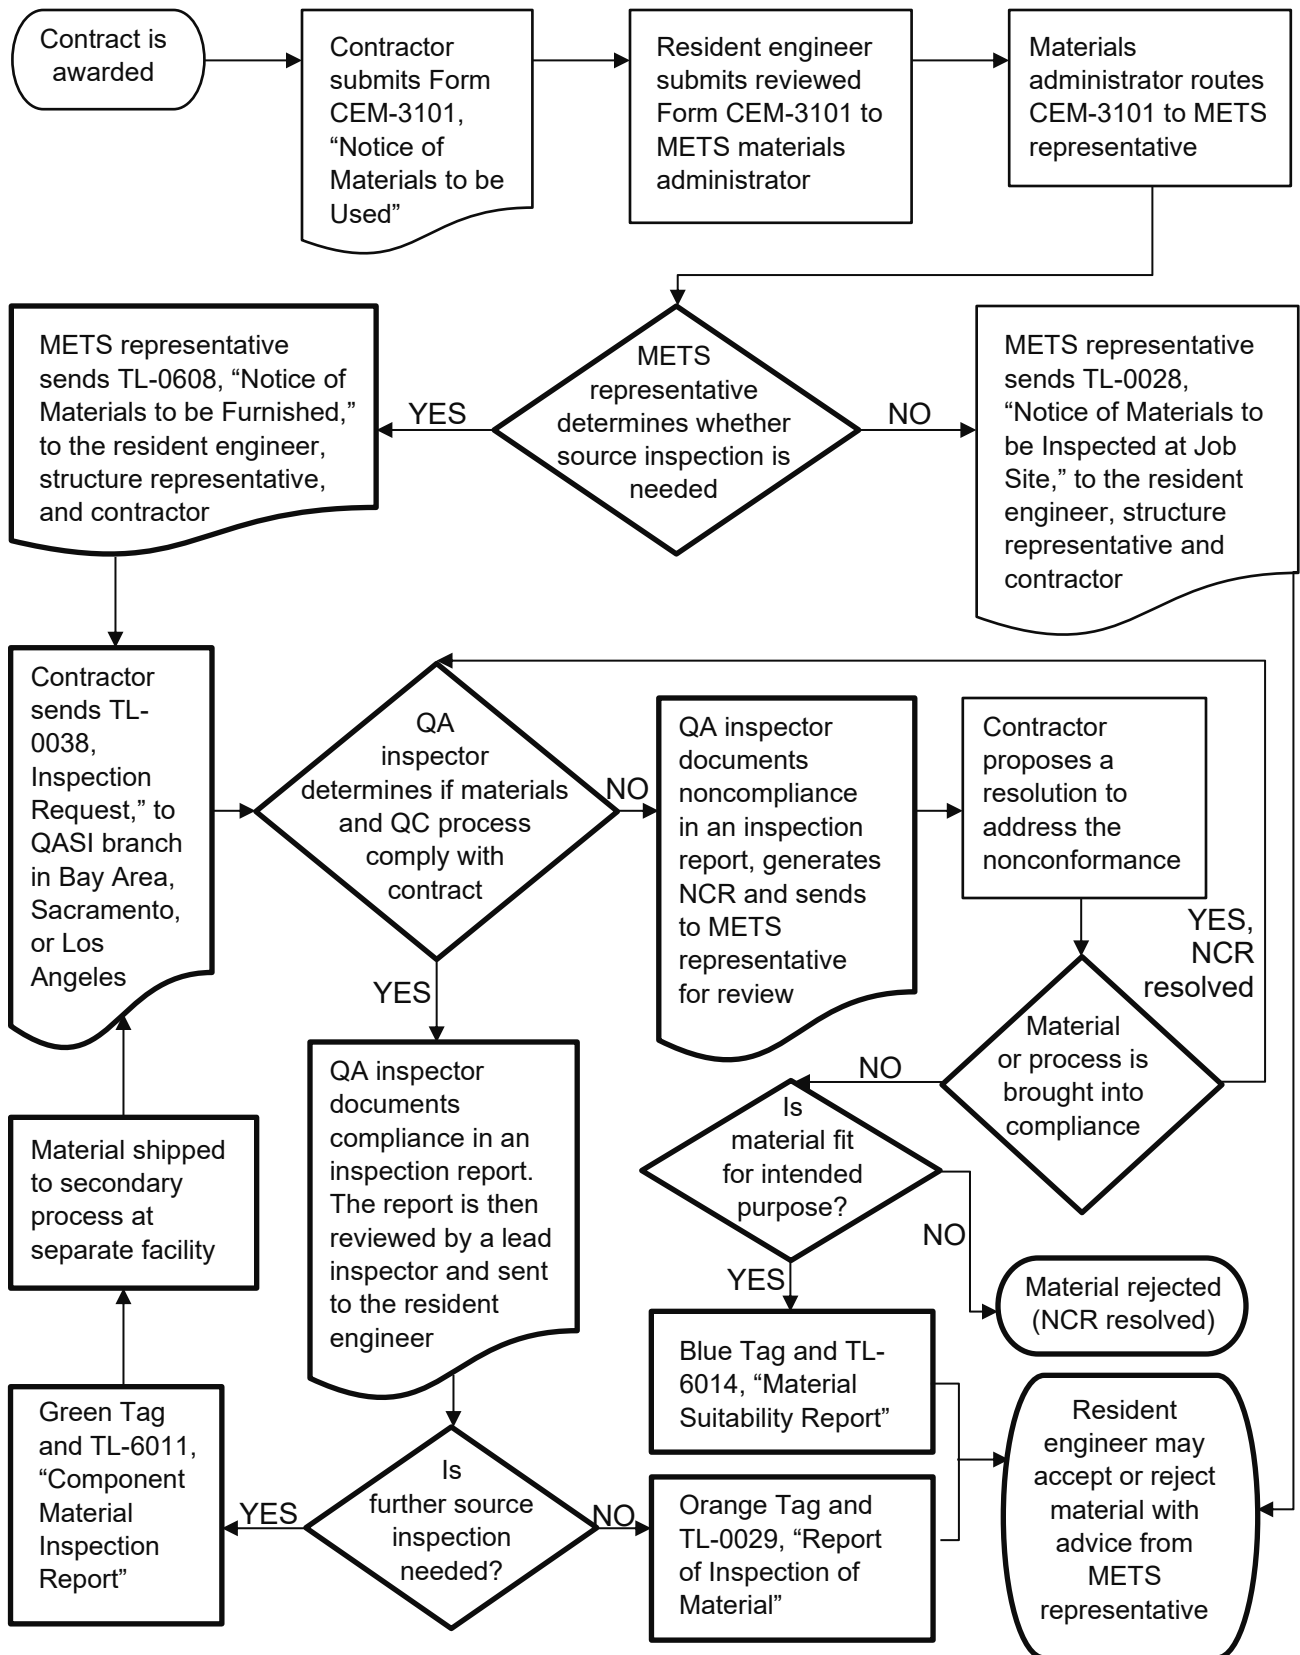 Contract is
awarded
Contractor
submits Form
CEM-3101,
“Notice of
Materials to be
Used”
Resident engineer
submits reviewed
Form CEM-3101 to
METS materials
administrator
Materials
administrator routes
CEM-3101 to METS
representative
METS representative
sends TL-0608, “Notice of
Materials to be Furnished,”
to the resident engineer,
structure representative,
and contractor
YES
METS
representative
determines whether
source inspection is
needed
NO
METS representative
sends TL-0028,
“Notice of Materials to
be Inspected at Job
Site,” to the resident
engineer, structure
representative and
contractor
Contractor
sends TL-
0038,
Inspection
Request,” to
QASI branch
in Bay Area,
Sacramento,
or Los
Angeles
QA
inspector
determines if materials
and QC process
comply with
contract
NO
QA inspector
documents
noncompliance
in an inspection
report, generates
NCR and sends
to METS
representative
for review
Contractor
proposes a
resolution to
address the
nonconformance
YES,
NCR
resolved
YES
Material
or process is
brought into
compliance
NO
QA inspector
documents
compliance in an
inspection report.
The report is then
reviewed by a lead
inspector and sent
to the resident
engineer
Is
material fit
for intended
purpose?
NO
YES
Material shipped
to secondary
process at
separate facility
Material rejected
(NCR resolved)
Blue Tag and TL-
6014, “Material
Suitability Report”
Green Tag
and TL-6011,
“Component
Material
Inspection
Report”
YES
Is
further source
inspection
needed?
NO
Orange Tag and
TL-0029, “Report
of Inspection of
Material”
Resident
engineer may
accept or reject
material with
advice from
METS
representative